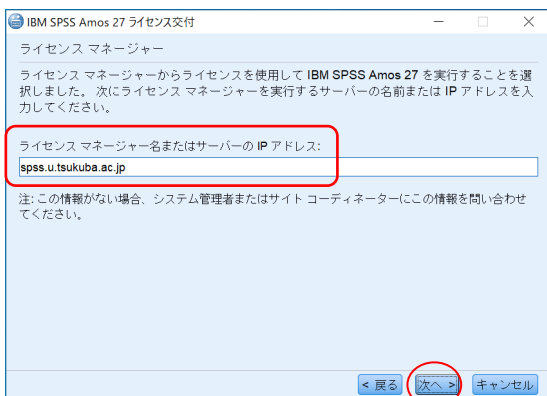 IBM SPSS Amos 27 ライセンス交付
ライセンス マネージャー
ライセンス マネージャーからライセンスを使用して IBM SPSS Amos 27 を実行することを選
択しました。 次にライセンス マネージャーを実行するサーバーの名前または IP アドレスを入
力してください。
ライセンス マネージャー名またはサーバーの IP アドレス:
spss.u.tsukuba.ac.jp
注: この情報がない場合、システム管理者またはサイト コーディネーターにこの情報を問い合わせ
てください。
< 戻る 次へ > キャンセル